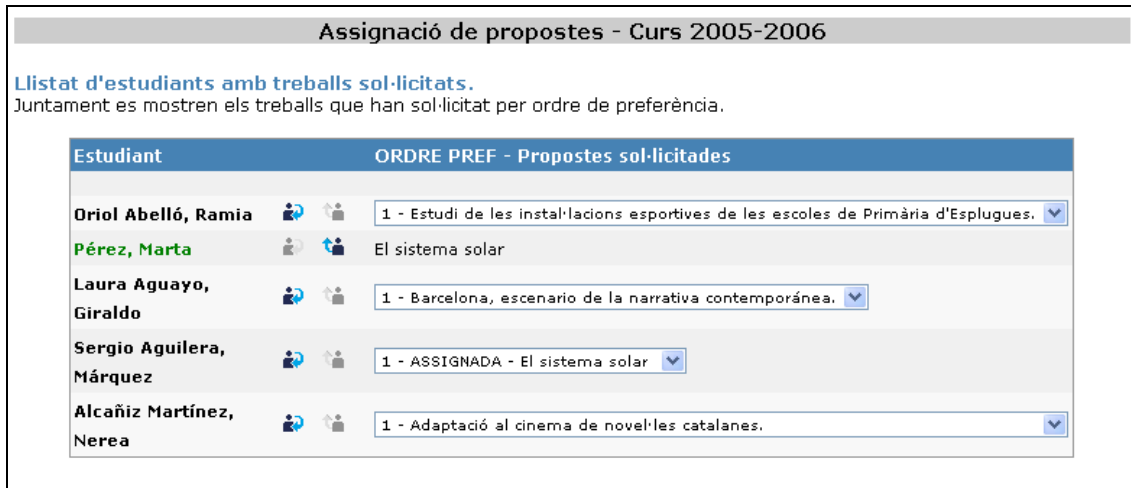 Assignació de propostes - Curs 2005-2006
Llistat d'estudiants amb treballs sol·licitats.
Juntament es mostren els treballs que han sol·licitat per ordre de preferència.
Estudiant ORDRE PREF - Propostes sol·licitades
Oriol Abelló, Ramia 1 - Estudi de les instal·lacions esportives de les escoles de Primària d'Esplugues.
Pérez, Marta El sistema solar
Laura Aguayo,
Giraldo
1 - Barcelona, escenario de la narrativa contemporánea.
Sergio Aguilera,
Márquez
1 - ASSIGNADA - El sistema solar
Alcañiz Martínez,
Nerea
1 - Adaptació al cinema de novel·les catalanes.